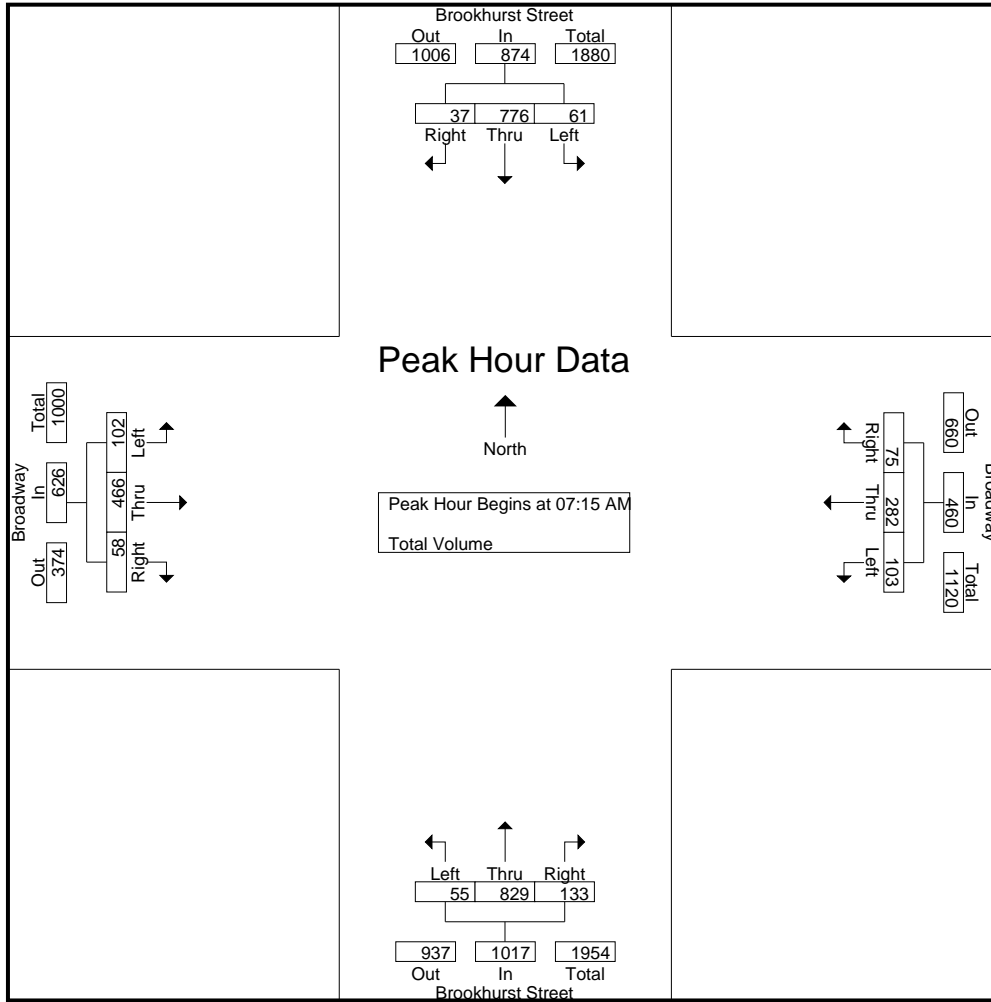 Brookhurst Street
Out In Total
1006 874 1880
37 776 61
Right Thru Left
Peak Hour Data
North
Peak Hour Begins at 07:15 AM
Total Volume
Broadway
Total In Out
1000 626 374
102 466 58
Left Thru Right
Broadway
Out In Total
660 460 1120
75 282 103
Right Thru Left
Left Thru Right
55 829 133
937 1017 1954
Out In Total
Brookhurst Street